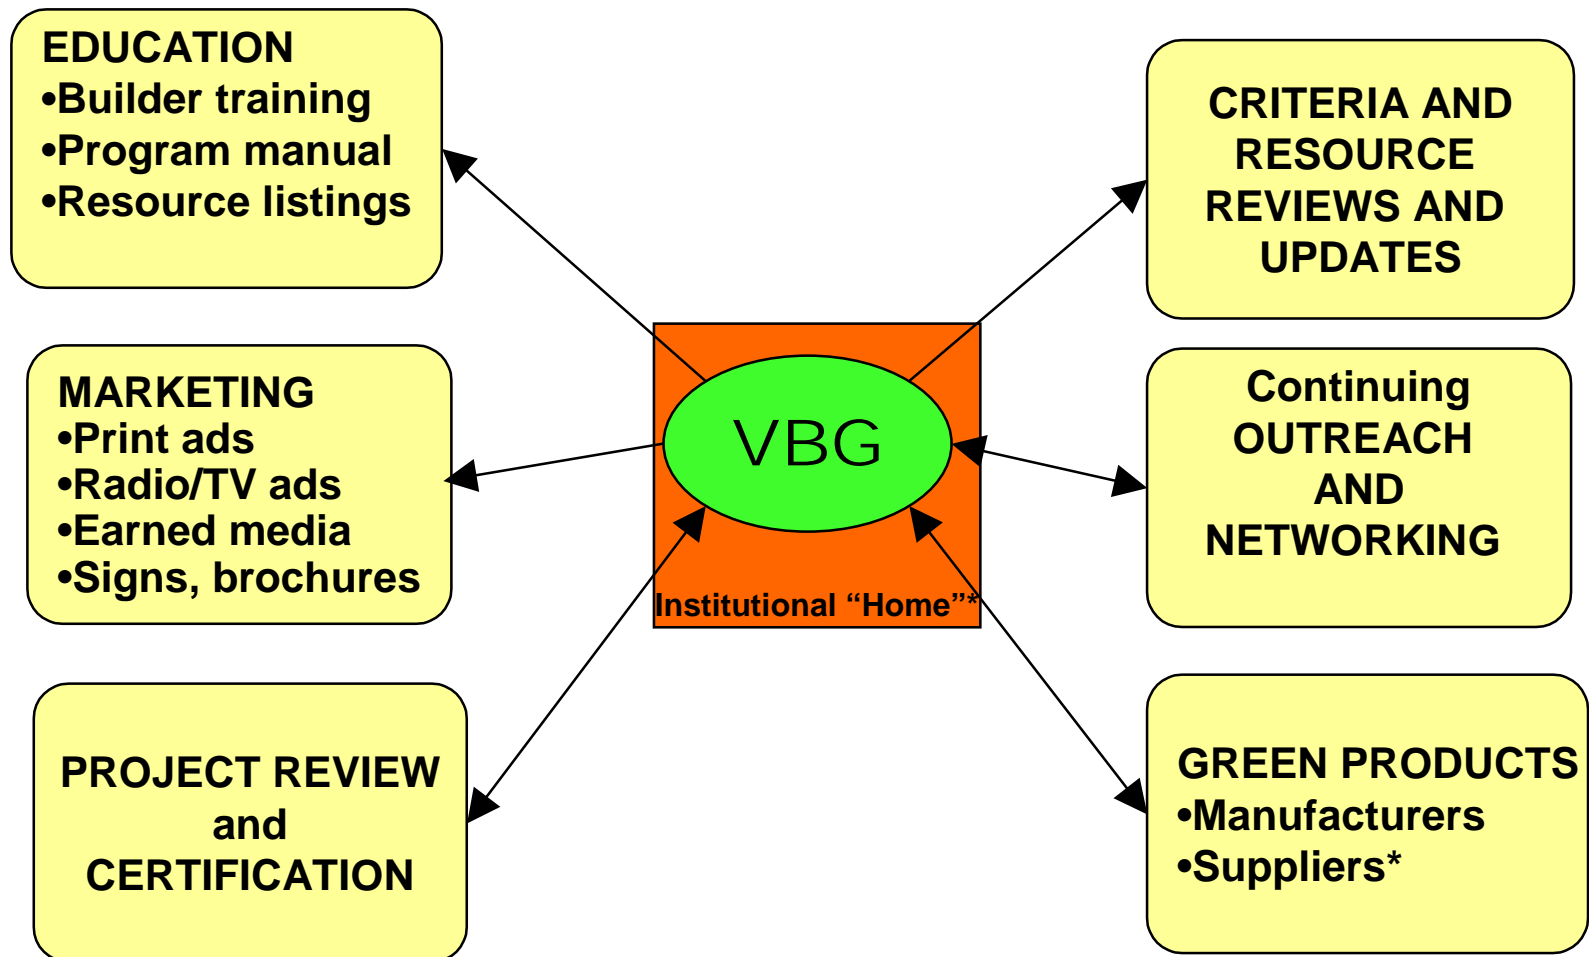 EDUCATION
•Builder training
•Program manual
•Resource listings
MARKETING
•Print ads
•Radio/TV ads
•Earned media
•Signs, brochures
PROJECT REVIEW
and
CERTIFICATION
VBG
Institutional “Home”*
CRITERIA AND
RESOURCE
REVIEWS AND
UPDATES
Continuing
OUTREACH
AND
NETWORKING
GREEN PRODUCTS
•Manufacturers
•Suppliers*